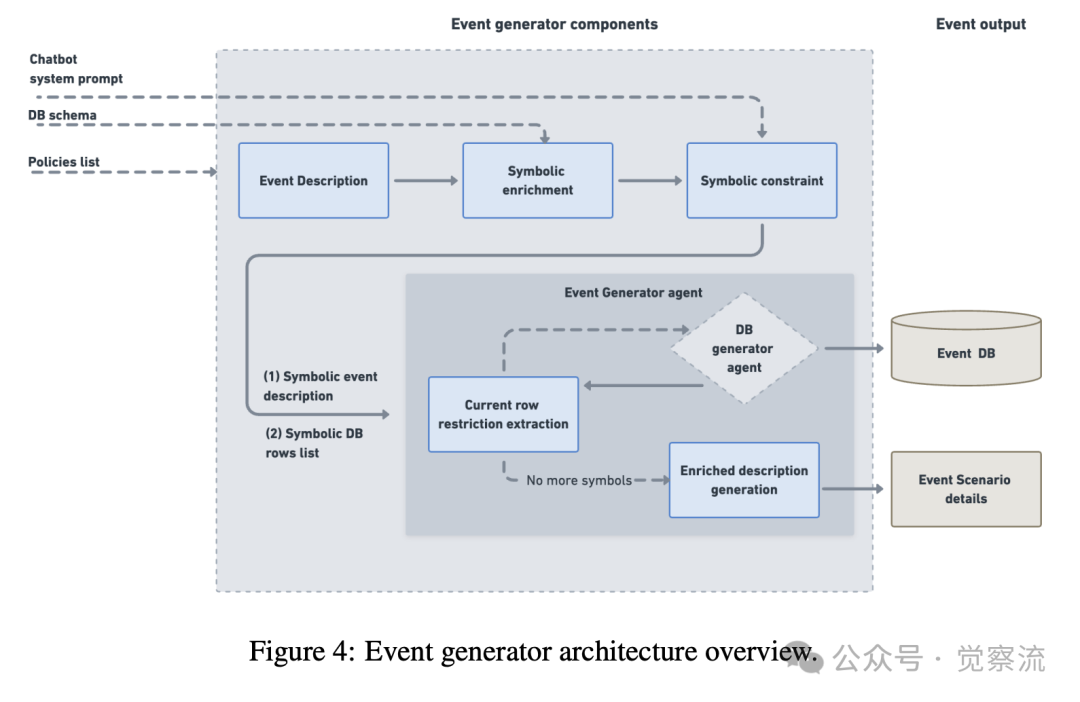 Event generator components
Event output
Chatbot
system prompt
DB schema
Policies list
Event Description
Symbolic
enrichment
Symbolic constraint
Event Generator agent
DB
generator
agent
Event DB
(1) Symbolic event
description
(2) Symbolic DB
rows list
Current row
restriction extraction
No more symbols
Enriched description
generation
Event Scenario
details
Figure 4: Event generator architecture overview.
公众号 · 觉察流